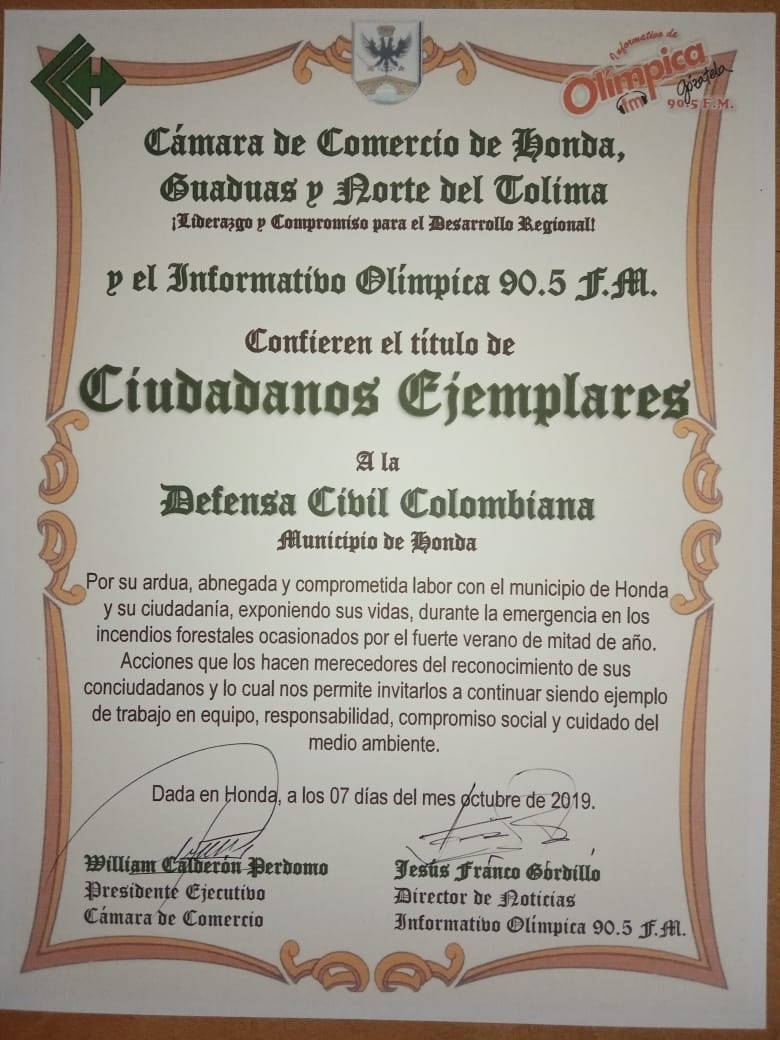 Informativo de
Olímpica
Gózatela
fm
90.5 F.M.
Cámara de Comercio de Honda,
Guaduas y Norte del Tolima
¡Liderazgo y Compromiso para el Desarrollo Regional!
y el Informativo Olímpica 90.5 F.M.
Confieren el título de
Ciudadanos Ejemplares
A la
Defensa Civil Colombiana
Municipio de Honda
Por su ardua, abnegada y comprometida labor con el municipio de Honda
y su ciudadanía, exponiendo sus vidas, durante la emergencia en los
incendios forestales ocasionados por el fuerte verano de mitad de año.
Acciones que los hacen merecedores del reconocimiento de sus
conciudadanos y lo cual nos permite invitarlos a continuar siendo ejemplo
de trabajo en equipo, responsabilidad, compromiso social y cuidado del
medio ambiente.
Dada en Honda, a los 07 días del mes octubre de 2019.
William Calderón Perdomo
Presidente Ejecutivo
Cámara de Comercio
Jesús Franco Gordillo
Director de Noticias
Informativo Olímpica 90.5 F.M.